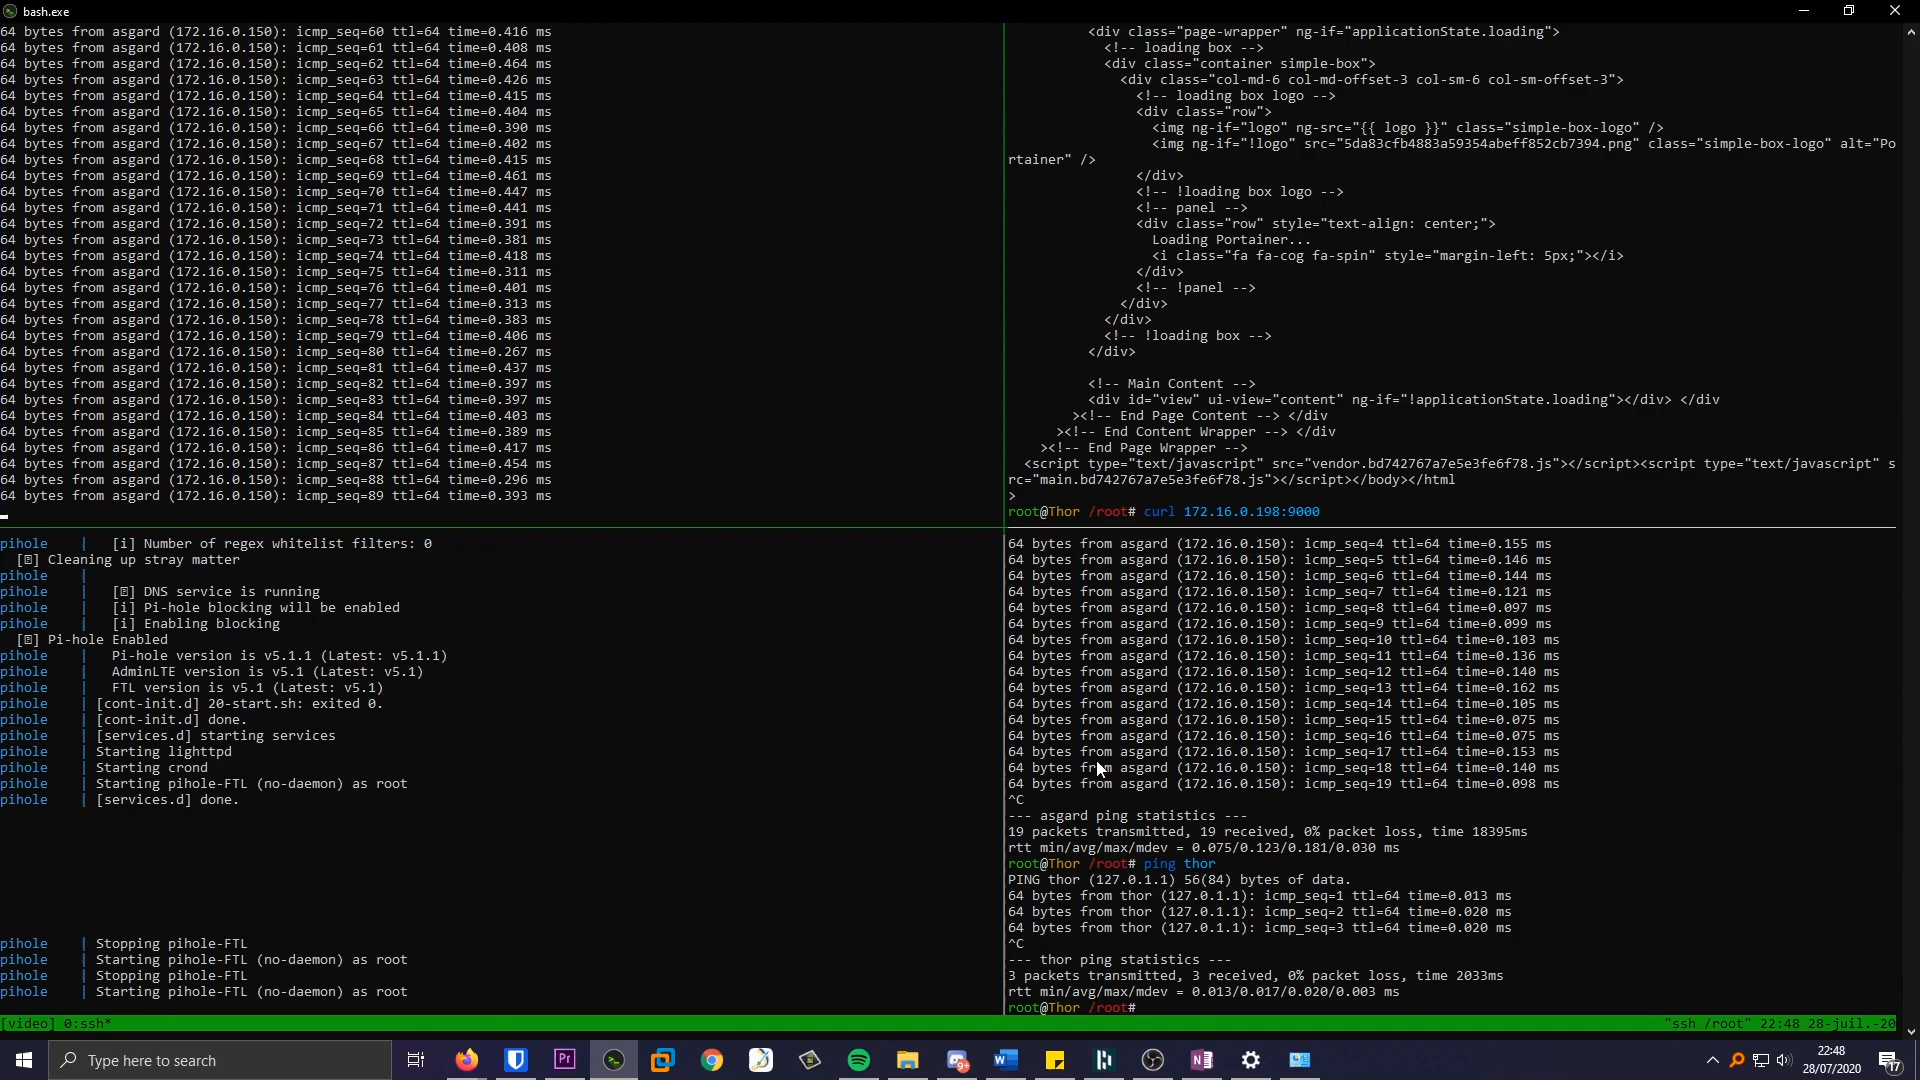 bash.exe
64 bytes from asgard (172.16.0.150): icmp_seq=60 ttl=64 time=0.416 ms
64 bytes from asgard (172.16.0.150): icmp_seq=61 ttl=64 time=0.408 ms
64 bytes from asgard (172.16.0.150): icmp_seq=62 ttl=64 time=0.464 ms
64 bytes from asgard (172.16.0.150): icmp_seq=63 ttl=64 time=0.426 ms
64 bytes from asgard (172.16.0.150): icmp_seq=64 ttl=64 time=0.415 ms
64 bytes from asgard (172.16.0.150): icmp_seq=65 ttl=64 time=0.404 ms
64 bytes from asgard (172.16.0.150): icmp_seq=66 ttl=64 time=0.390 ms
64 bytes from asgard (172.16.0.150): icmp_seq=67 ttl=64 time=0.402 ms
64 bytes from asgard (172.16.0.150): icmp_seq=68 ttl=64 time=0.415 ms
64 bytes from asgard (172.16.0.150): icmp_seq=69 ttl=64 time=0.461 ms
64 bytes from asgard (172.16.0.150): icmp_seq=70 ttl=64 time=0.447 ms
64 bytes from asgard (172.16.0.150): icmp_seq=71 ttl=64 time=0.441 ms
64 bytes from asgard (172.16.0.150): icmp_seq=72 ttl=64 time=0.391 ms
64 bytes from asgard (172.16.0.150): icmp_seq=73 ttl=64 time=0.381 ms
64 bytes from asgard (172.16.0.150): icmp_seq=74 ttl=64 time=0.418 ms
64 bytes from asgard (172.16.0.150): icmp_seq=75 ttl=64 time=0.311 ms
64 bytes from asgard (172.16.0.150): icmp_seq=76 ttl=64 time=0.401 ms
64 bytes from asgard (172.16.0.150): icmp_seq=77 ttl=64 time=0.313 ms
64 bytes from asgard (172.16.0.150): icmp_seq=78 ttl=64 time=0.383 ms
64 bytes from asgard (172.16.0.150): icmp_seq=79 ttl=64 time=0.406 ms
64 bytes from asgard (172.16.0.150): icmp_seq=80 ttl=64 time=0.267 ms
64 bytes from asgard (172.16.0.150): icmp_seq=81 ttl=64 time=0.437 ms
64 bytes from asgard (172.16.0.150): icmp_seq=82 ttl=64 time=0.397 ms
64 bytes from asgard (172.16.0.150): icmp_seq=83 ttl=64 time=0.397 ms
64 bytes from asgard (172.16.0.150): icmp_seq=84 ttl=64 time=0.403 ms
64 bytes from asgard (172.16.0.150): icmp_seq=85 ttl=64 time=0.389 ms
64 bytes from asgard (172.16.0.150): icmp_seq=86 ttl=64 time=0.417 ms
64 bytes from asgard (172.16.0.150): icmp_seq=87 ttl=64 time=0.454 ms
64 bytes from asgard (172.16.0.150): icmp_seq=88 ttl=64 time=0.296 ms
64 bytes from asgard (172.16.0.150): icmp_seq=89 ttl=64 time=0.393 ms
<div class="page-wrapper" ng-if="applicationState.loading">
<!-- loading box -->
<div class="container simple-box">
<div class="col-md-6 col-md-offset-3 col-sm-6 col-sm-offset-3">
<!-- loading box logo -->
<div class="row">
<img ng-if="logo" ng-src="{{ logo }}" class="simple-box-logo" />
<img ng-if="!logo" src="5da83cfb4883a59354abeff852cb7394.png" class="simple-box-logo" alt="Po
rtainer" />
</div>
<!-- !loading box logo -->
<!-- panel -->
<div class="row" style="text-align: center;">
Loading Portainer...
<i class="fa fa-cog fa-spin" style="margin-left: 5px;"></i>
</div>
<!-- !panel -->
</div>
</div>
<!-- !loading box -->
</div>
<!-- Main Content -->
<div id="view" ui-view="content" ng-if="!applicationState.loading"></div> </div
><!-- End Page Content --> </div
><!-- End Content Wrapper --> </div
><!-- End Page Wrapper -->
<script type="text/javascript" src="vendor.bd742767a7e5e3fe6f78.js"></script><script type="text/javascript" s
rc="main.bd742767a7e5e3fe6f78.js"></script></body></html
>
root@Thor /root# curl 172.16.0.198:9000
pihole | [i] Number of regex whitelist filters: 0
[�] Cleaning up stray matter
pihole |
pihole | [�] DNS service is running
pihole | [i] Pi-hole blocking will be enabled
pihole | [i] Enabling blocking
[�] Pi-hole Enabled
pihole | Pi-hole version is v5.1.1 (Latest: v5.1.1)
pihole | AdminLTE version is v5.1 (Latest: v5.1)
pihole | FTL version is v5.1 (Latest: v5.1)
pihole | [cont-init.d] 20-start.sh: exited 0.
pihole | [cont-init.d] done.
pihole | [services.d] starting services
pihole | Starting lighttpd
pihole | Starting crond
pihole | Starting pihole-FTL (no-daemon) as root
pihole | [services.d] done.
pihole | Stopping pihole-FTL
pihole | Starting pihole-FTL (no-daemon) as root
pihole | Stopping pihole-FTL
pihole | Starting pihole-FTL (no-daemon) as root
64 bytes from asgard (172.16.0.150): icmp_seq=4 ttl=64 time=0.155 ms
64 bytes from asgard (172.16.0.150): icmp_seq=5 ttl=64 time=0.146 ms
64 bytes from asgard (172.16.0.150): icmp_seq=6 ttl=64 time=0.144 ms
64 bytes from asgard (172.16.0.150): icmp_seq=7 ttl=64 time=0.121 ms
64 bytes from asgard (172.16.0.150): icmp_seq=8 ttl=64 time=0.097 ms
64 bytes from asgard (172.16.0.150): icmp_seq=9 ttl=64 time=0.099 ms
64 bytes from asgard (172.16.0.150): icmp_seq=10 ttl=64 time=0.103 ms
64 bytes from asgard (172.16.0.150): icmp_seq=11 ttl=64 time=0.136 ms
64 bytes from asgard (172.16.0.150): icmp_seq=12 ttl=64 time=0.140 ms
64 bytes from asgard (172.16.0.150): icmp_seq=13 ttl=64 time=0.162 ms
64 bytes from asgard (172.16.0.150): icmp_seq=14 ttl=64 time=0.105 ms
64 bytes from asgard (172.16.0.150): icmp_seq=15 ttl=64 time=0.075 ms
64 bytes from asgard (172.16.0.150): icmp_seq=16 ttl=64 time=0.075 ms
64 bytes from asgard (172.16.0.150): icmp_seq=17 ttl=64 time=0.153 ms
64 bytes from asgard (172.16.0.150): icmp_seq=18 ttl=64 time=0.140 ms
64 bytes from asgard (172.16.0.150): icmp_seq=19 ttl=64 time=0.098 ms
^C
--- asgard ping statistics ---
19 packets transmitted, 19 received, 0% packet loss, time 18395ms
rtt min/avg/max/mdev = 0.075/0.123/0.181/0.030 ms
root@Thor /root# ping thor
PING thor (127.0.1.1) 56(84) bytes of data.
64 bytes from thor (127.0.1.1): icmp_seq=1 ttl=64 time=0.013 ms
64 bytes from thor (127.0.1.1): icmp_seq=2 ttl=64 time=0.020 ms
64 bytes from thor (127.0.1.1): icmp_seq=3 ttl=64 time=0.020 ms
^C
--- thor ping statistics ---
3 packets transmitted, 3 received, 0% packet loss, time 2033ms
rtt min/avg/max/mdev = 0.013/0.017/0.020/0.003 ms
root@Thor /root#
[video] 0:ssh* "ssh /root" 22:48 28-juil.-20
Type here to search
Pr
9+
W
N
22:48
28/07/2020
17